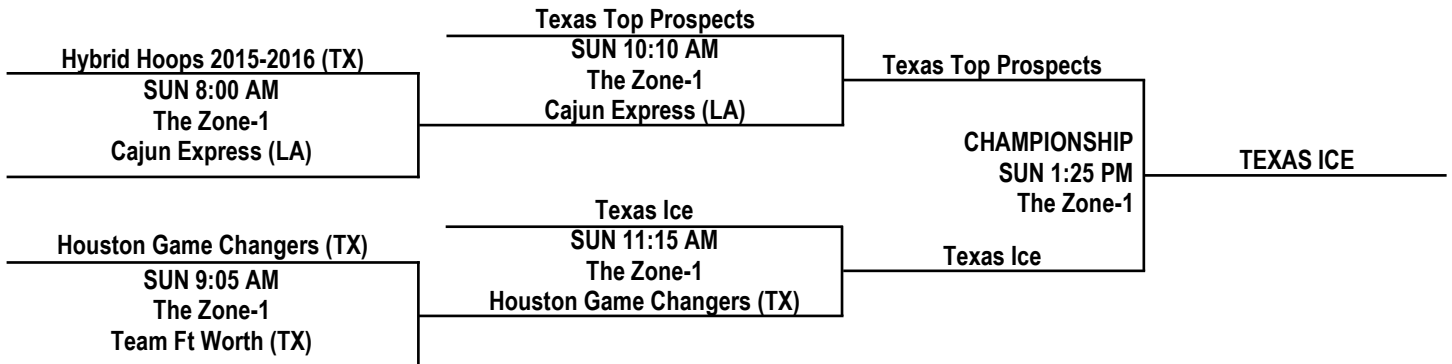 Texas Top Prospects
Hybrid Hoops 2015-2016 (TX)
SUN 10:10 AM
The Zone-1
Texas Top Prospects
SUN 8:00 AM
The Zone-1
Cajun Express (LA)
Cajun Express (LA)
CHAMPIONSHIP
SUN 1:25 PM
The Zone-1
TEXAS ICE
Texas Ice
Houston Game Changers (TX)
SUN 11:15 AM
The Zone-1
Texas Ice
SUN 9:05 AM
The Zone-1
Houston Game Changers (TX)
Team Ft Worth (TX)